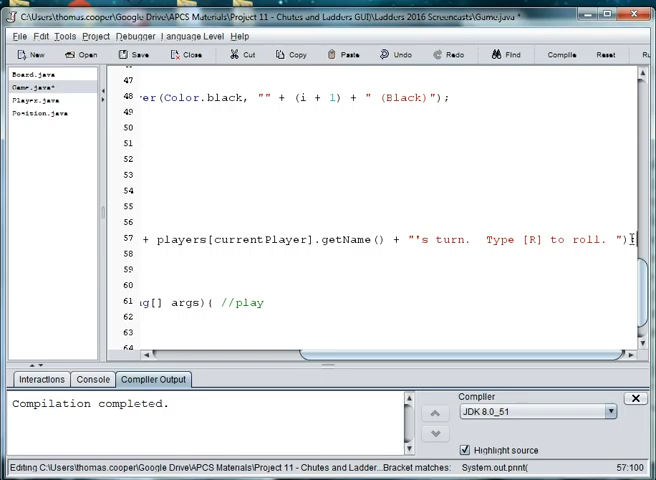 C:\Users\thomas.cooper\Google Drive\APCS Materials\Project 11 - Chutes and Ladders GUI\Ladders 2016 Screencasts\Game.java *
File Edit Tools Project Debugger Language Level Help
New Open Save Close Cut Copy Paste Undo Redo Find Compile Reset Ru
Board.java
Game.java*
Player.java
Position.java
47
48 er(Color.black, "" + (i + 1) + " (Black)");
49
50
51
52
53
54
55
56
57 + players[currentPlayer].getName() + "'s turn.  Type [R] to roll. ");
58
59
60
61 ng[] args){ //play
62
63
64
Interactions Console Compiler Output
Compilation completed.
Compiler
JDK 8.0_51
Highlight source
Editing C:\Users\thomas.cooper\Google Drive\APCS Materials\Project 11 - Chutes and Ladder...Bracket matches: System.out.print( 57:100